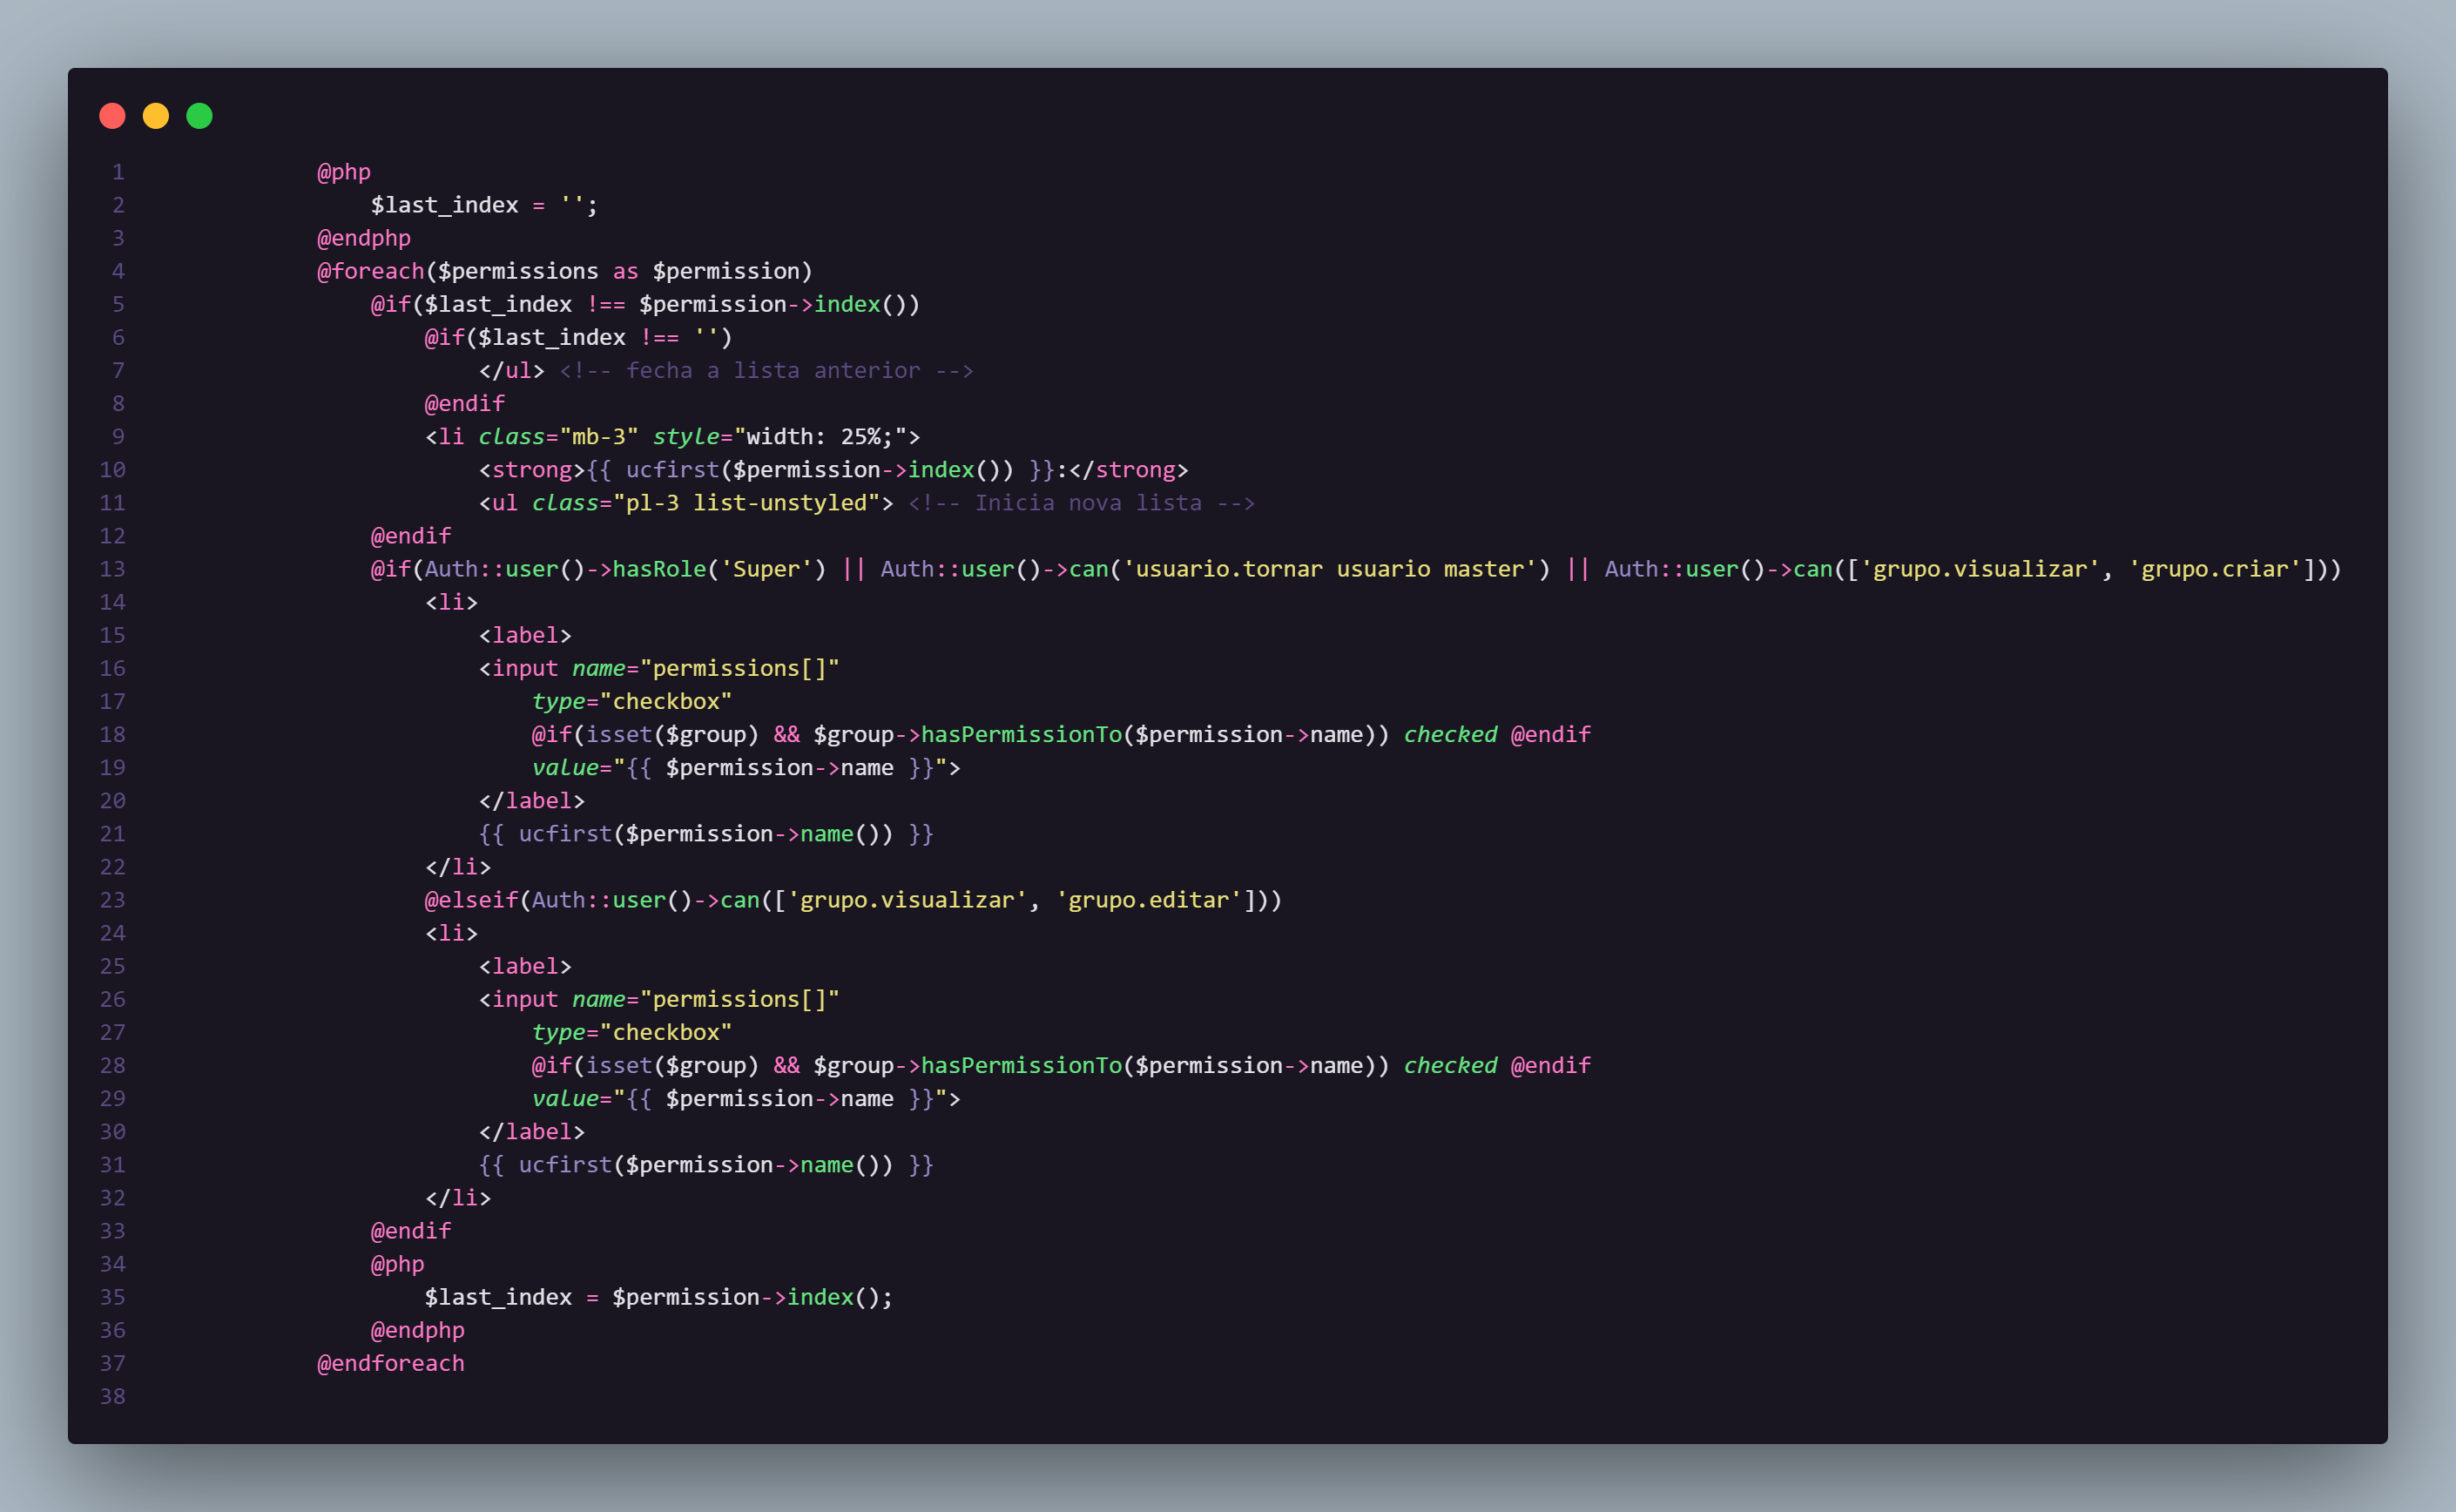 1 @php
2 $last_index = '';
3 @endphp
4 @foreach($permissions as $permission)
5 @if($last_index !== $permission->index())
6 @if($last_index !== '')
7 </ul> <!-- fecha a lista anterior -->
8 @endif
9 <li class="mb-3" style="width: 25%;">
10 <strong>{{ ucfirst($permission->index()) }}:</strong>
11 <ul class="pl-3 list-unstyled"> <!-- Inicia nova lista -->
12 @endif
13 @if(Auth::user()->hasRole('Super') || Auth::user()->can('usuario.tornar usuario master') || Auth::user()->can(['grupo.visualizar', 'grupo.criar']))
14 <li>
15 <label>
16 <input name="permissions[]"
17 type="checkbox"
18 @if(isset($group) && $group->hasPermissionTo($permission->name)) checked @endif
19 value="{{ $permission->name }}">
20 </label>
21 {{ ucfirst($permission->name()) }}
22 </li>
23 @elseif(Auth::user()->can(['grupo.visualizar', 'grupo.editar']))
24 <li>
25 <label>
26 <input name="permissions[]"
27 type="checkbox"
28 @if(isset($group) && $group->hasPermissionTo($permission->name)) checked @endif
29 value="{{ $permission->name }}">
30 </label>
31 {{ ucfirst($permission->name()) }}
32 </li>
33 @endif
34 @php
35 $last_index = $permission->index();
36 @endphp
37 @endforeach
38